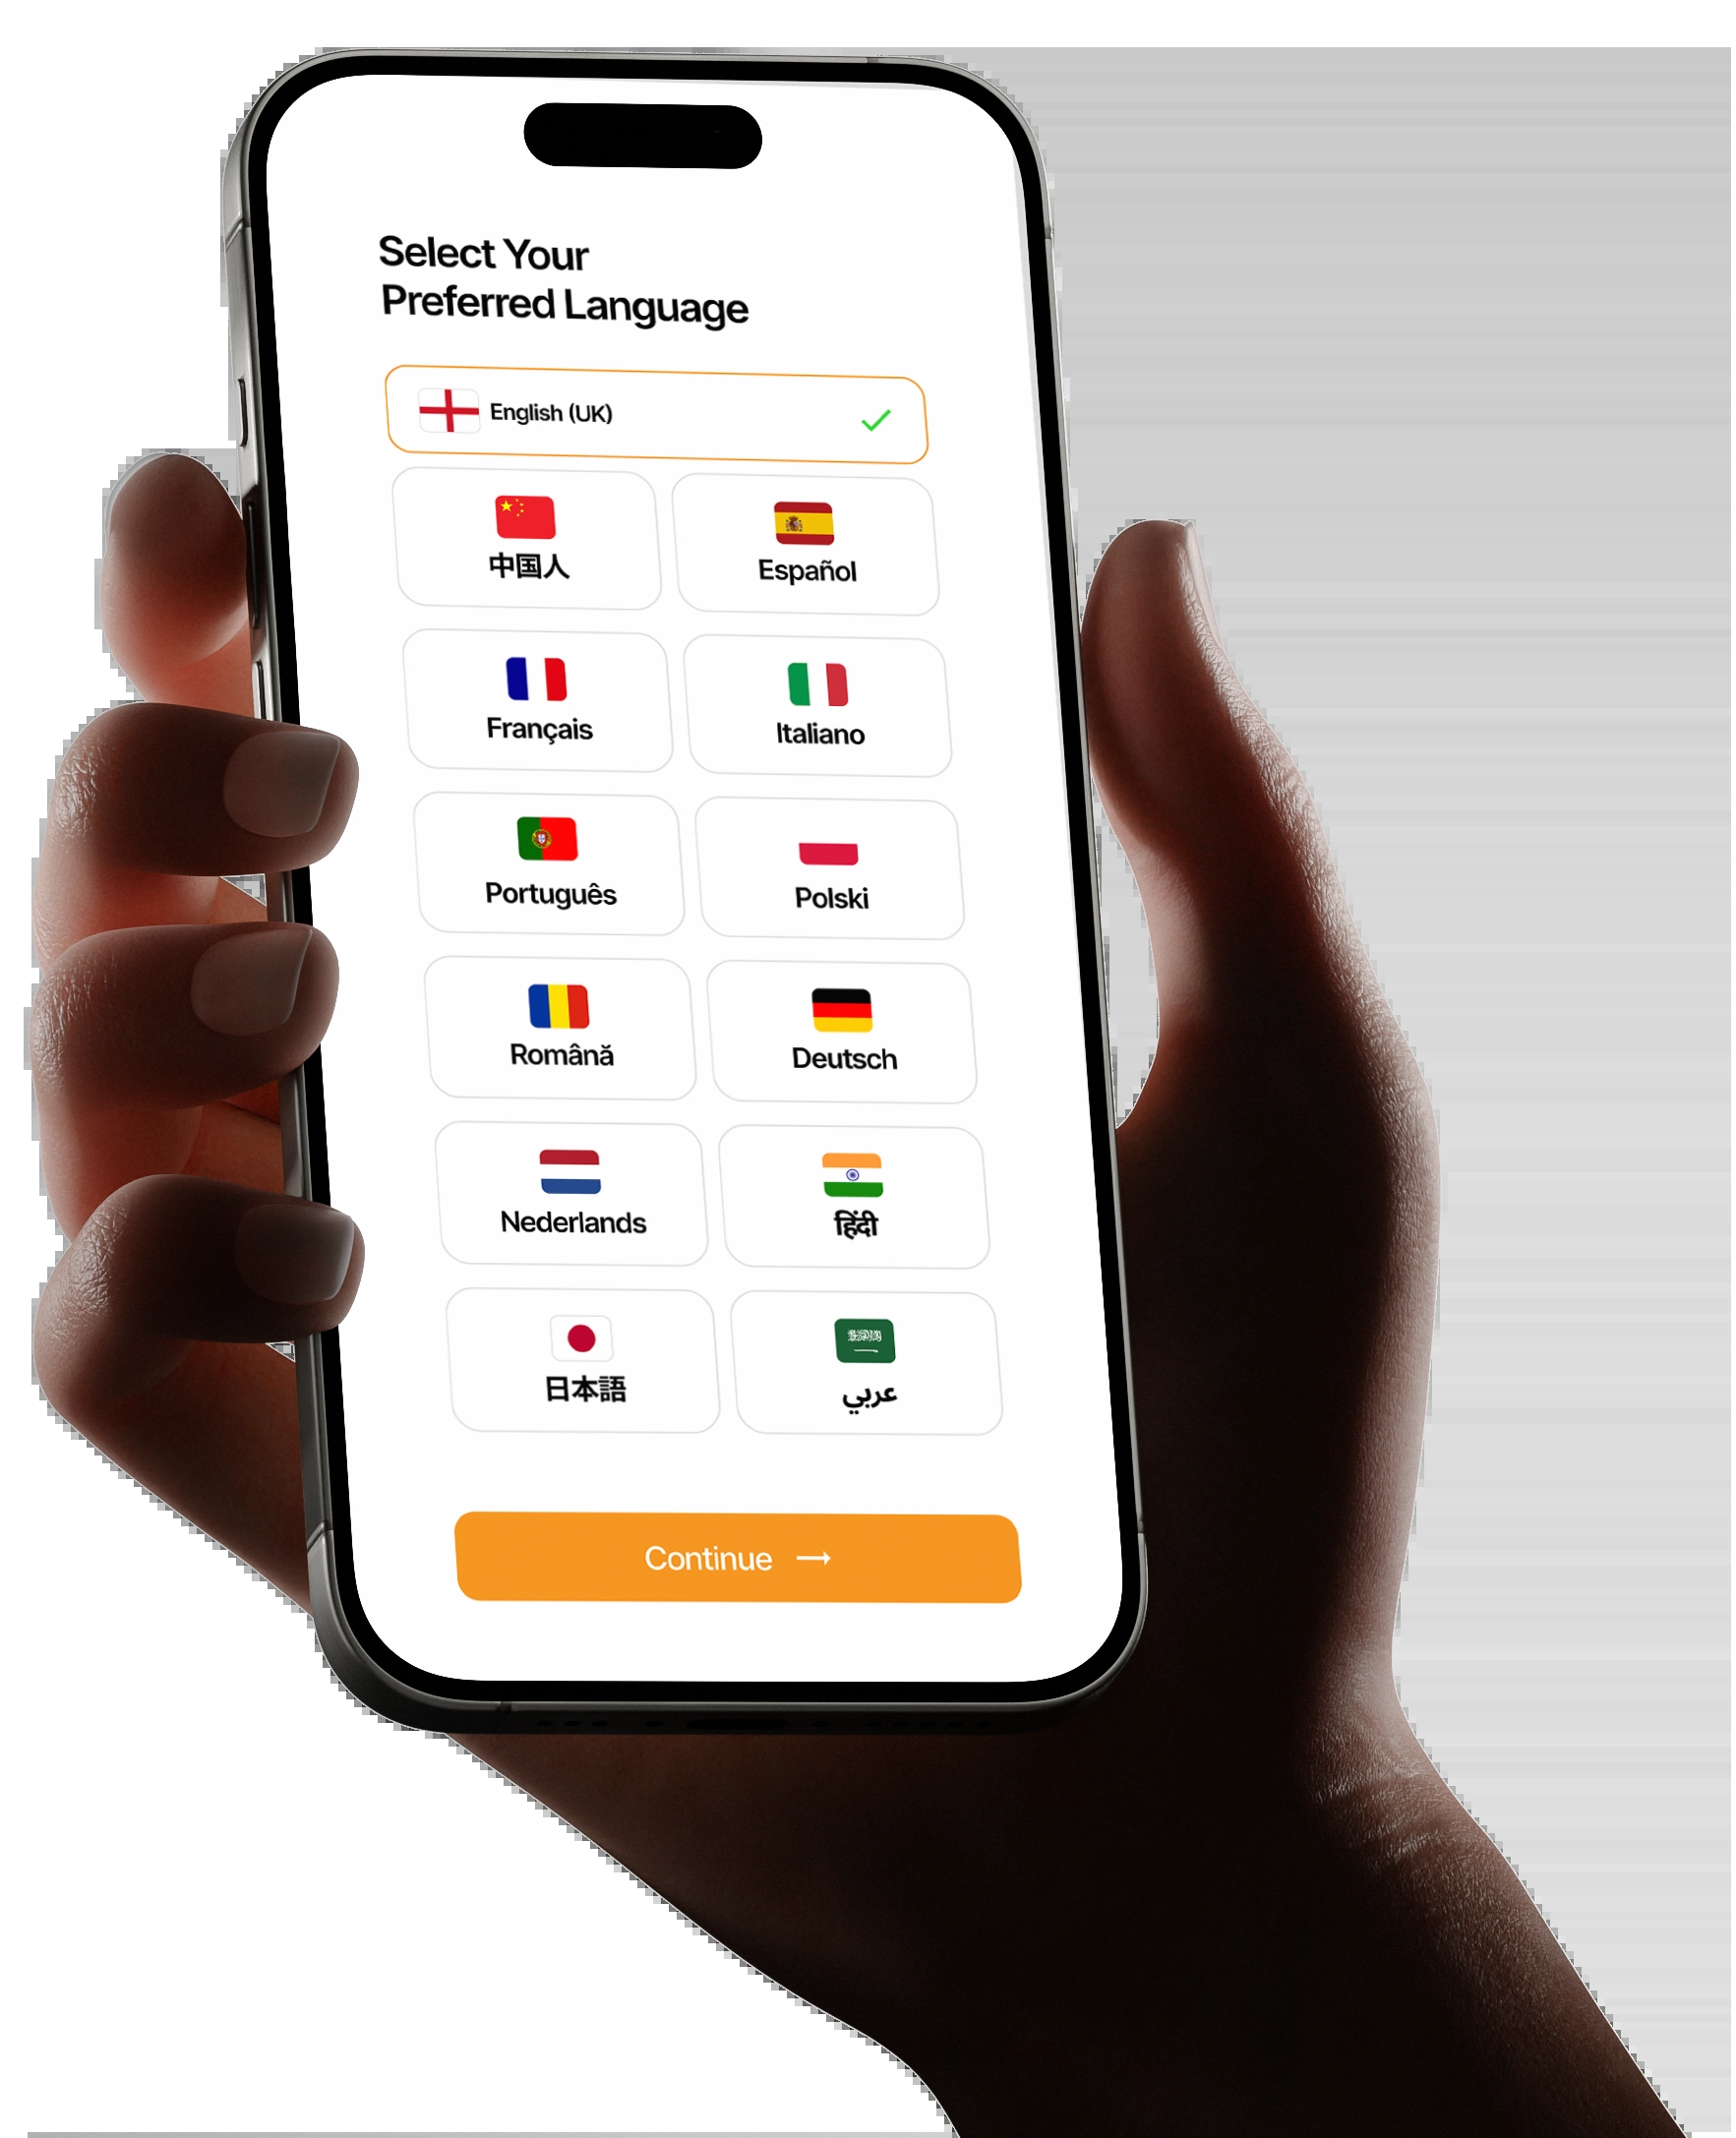 Select Your
Preferred Language
English (UK)
中国人
Español
Français
Italiano
Português
Polski
Română
Deutsch
Nederlands
हिंदी
日本語
عربي
Continue →